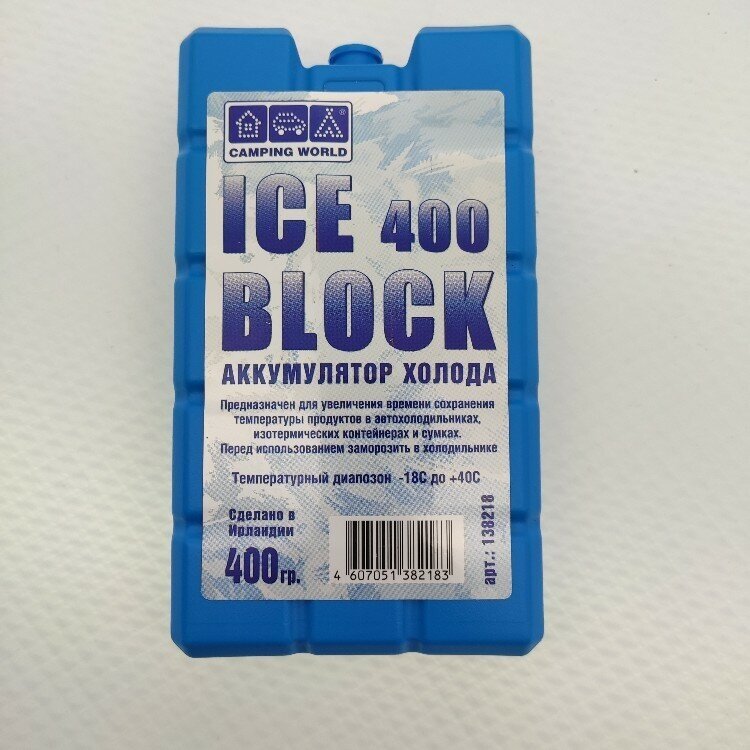 ®
CAMPING WORLD
ICE 400
BLOCK
АККУМУЛЯТОР ХОЛОДА
Предназначен для увеличения времени сохранения
температуры продуктов в автохолодильниках,
изотермических контейнерах и сумках.
Перед использованием заморозить в холодильнике
Температурный диапозон -18С до +40С
Сделано в
Ирландии
400гр.
4 607051 382183
арт.: 138218